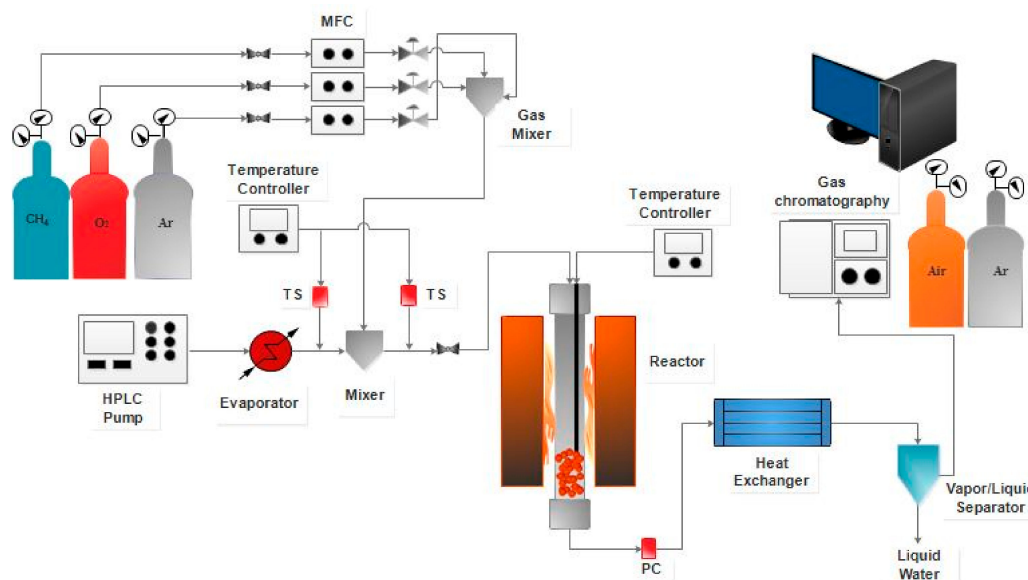 MFC
Gas
Mixer
CH₄
O₂
Ar
Temperature
Controller
TS
TS
HPLC
Pump
Evaporator
Mixer
Temperature
Controller
Reactor
PC
Heat
Exchanger
Gas
chromatography
Air
Ar
Vapor/Liquid
Separator
Liquid
Water